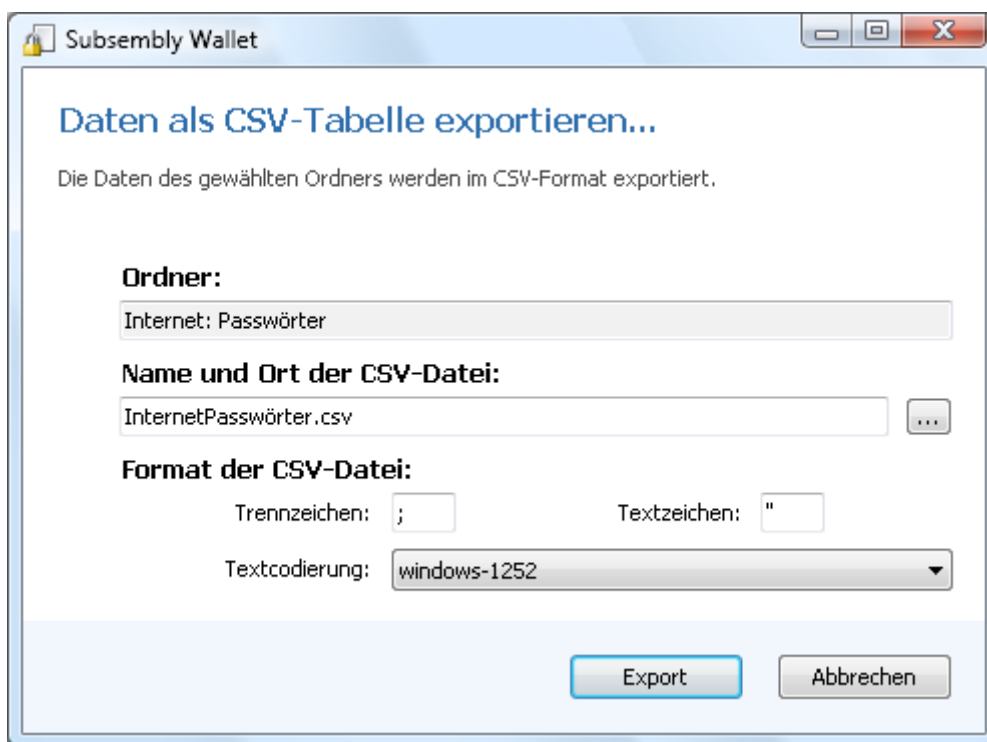 Subsembly Wallet
Daten als CSV-Tabelle exportieren...
Die Daten des gewählten Ordners werden im CSV-Format exportiert.
Ordner:
Internet: Passwörter
Name und Ort der CSV-Datei:
InternetPasswörter.csv ...
Format der CSV-Datei:
Trennzeichen: ; Textzeichen: "
Textcodierung: windows-1252
Export Abbrechen